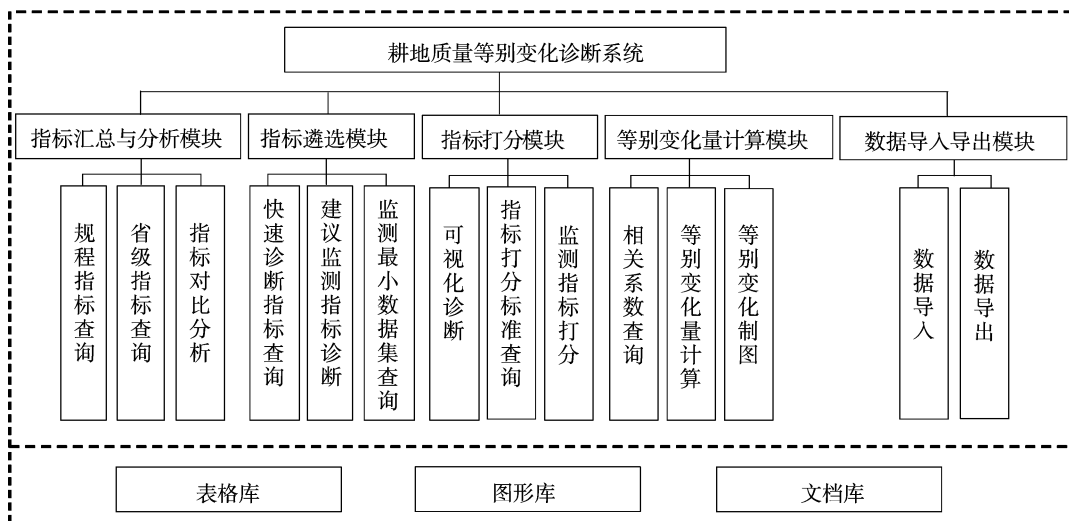 耕地质量等别变化诊断系统
指标汇总与分析模块
指标遴选模块
指标打分模块
等别变化量计算模块
数据导入导出模块
规程指标查询
省级指标查询
指标对比分析
快速诊断指标查询
建议监测指标诊断
监测最小数据集查询
可视化诊断
指标打分标准查询
监测指标打分
相关系数查询
等别变化量计算
等别变化制图
数据导入
数据导出
表格库
图形库
文档库